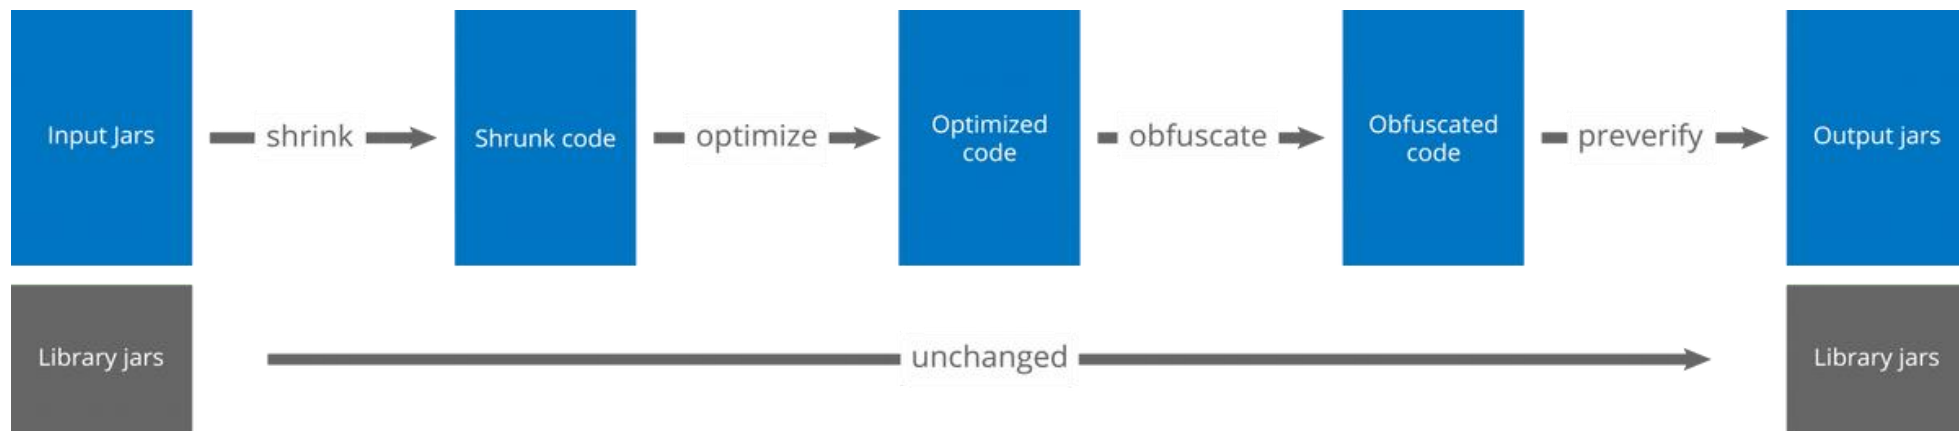 Input Jars
shrink
Shrunk code
optimize
Optimized
code
obfuscate
Obfuscated
code
preverify
Output jars
Library jars
unchanged
Library jars